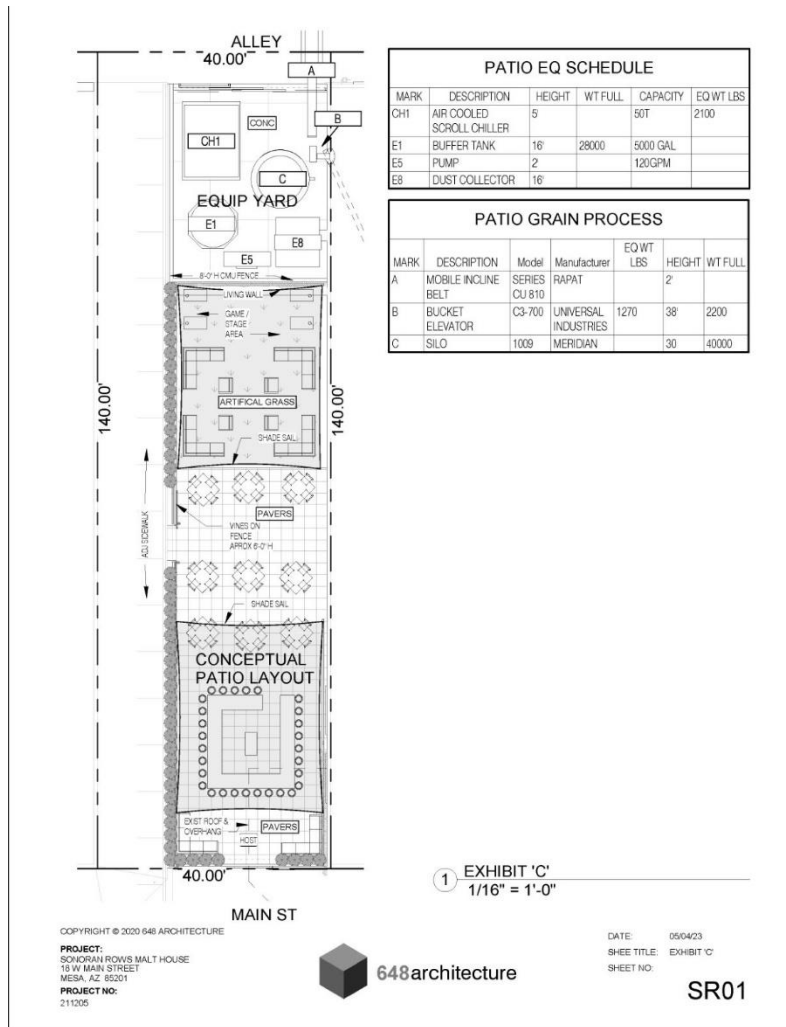 ALLEY
40.00'
A
CONC
B
CH1
C
EQUIP YARD
E1
E8
E5
8'-0" H CMU FENCE
LIVING WALL
GAME /
STAGE
AREA
140.00'
140.00'
ARTIFICAL GRASS
SHADE SAIL
PAVERS
ADJ SIDEWALK
VINES ON
FENCE
APROX 6'-0" H
SHADE SAIL
CONCEPTUAL
PATIO LAYOUT
EXIST ROOF &
OVERHANG
PAVERS
HOST
40.00'
MAIN ST
PATIO EQ SCHEDULE
MARK DESCRIPTION HEIGHT WT FULL CAPACITY EQ WT LBS
CH1 AIR COOLED SCROLL CHILLER 5' 50T 2100
E1 BUFFER TANK 16' 28000 5000 GAL
E5 PUMP 2' 120GPM
E8 DUST COLLECTOR 16'
PATIO GRAIN PROCESS
MARK DESCRIPTION Model Manufacturer EQ WT LBS HEIGHT WT FULL
A MOBILE INCLINE BELT SERIES CU 810 RAPAT 2'
B BUCKET ELEVATOR C3-700 UNIVERSAL INDUSTRIES 1270 38' 2200
C SILO 1009 MERIDIAN 30 40000
1 EXHIBIT 'C'
1/16" = 1'-0"
COPYRIGHT © 2020 648 ARCHITECTURE
PROJECT:
SONORAN ROWS MALT HOUSE
18 W MAIN STREET
MESA, AZ 85201
PROJECT NO:
211205
648architecture
DATE: 05/04/23
SHEE TITLE: EXHIBIT 'C'
SHEET NO:
SR01